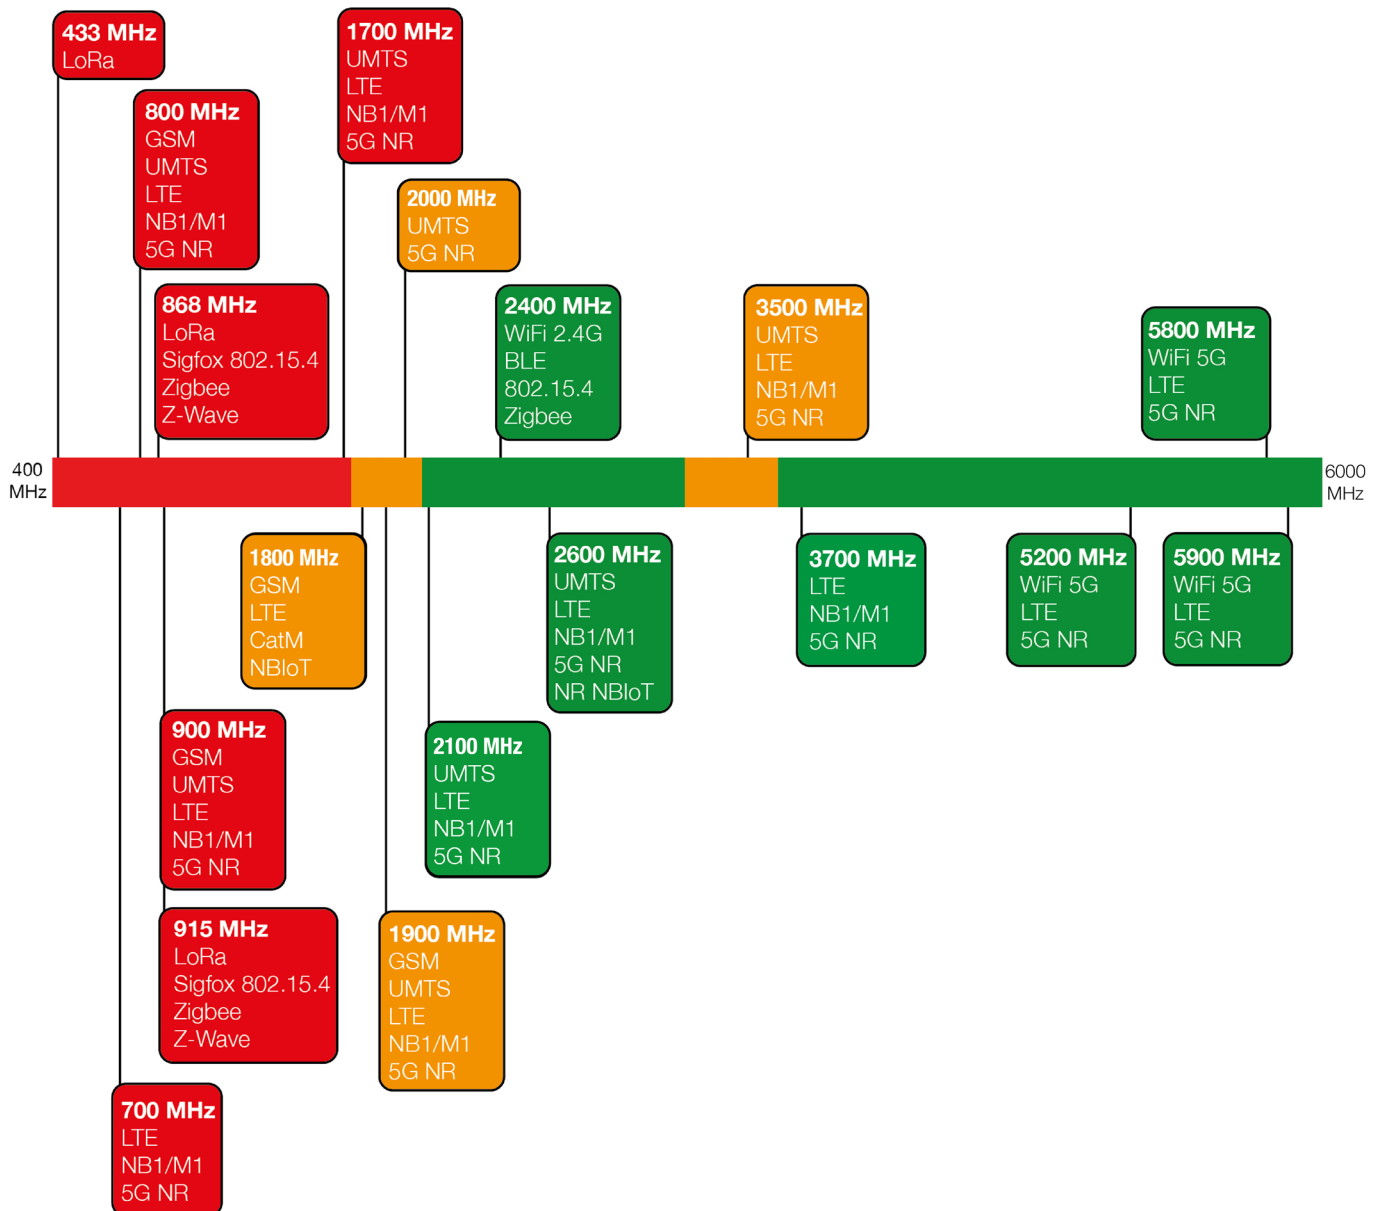 433 MHz
LoRa
1700 MHz
UMTS
LTE
NB1/M1
5G NR
800 MHz
GSM
UMTS
LTE
NB1/M1
5G NR
2000 MHz
UMTS
5G NR
868 MHz
LoRa
Sigfox 802.15.4
Zigbee
Z-Wave
2400 MHz
WiFi 2.4G
BLE
802.15.4
Zigbee
3500 MHz
UMTS
LTE
NB1/M1
5G NR
5800 MHz
WiFi 5G
LTE
5G NR
400
MHz
6000
MHz
1800 MHz
GSM
LTE
CatM
NBIoT
2600 MHz
UMTS
LTE
NB1/M1
5G NR
NR NBIoT
3700 MHz
LTE
NB1/M1
5G NR
5200 MHz
WiFi 5G
LTE
5G NR
5900 MHz
WiFi 5G
LTE
5G NR
900 MHz
GSM
UMTS
LTE
NB1/M1
5G NR
2100 MHz
UMTS
LTE
NB1/M1
5G NR
915 MHz
LoRa
Sigfox 802.15.4
Zigbee
Z-Wave
1900 MHz
GSM
UMTS
LTE
NB1/M1
5G NR
700 MHz
LTE
NB1/M1
5G NR